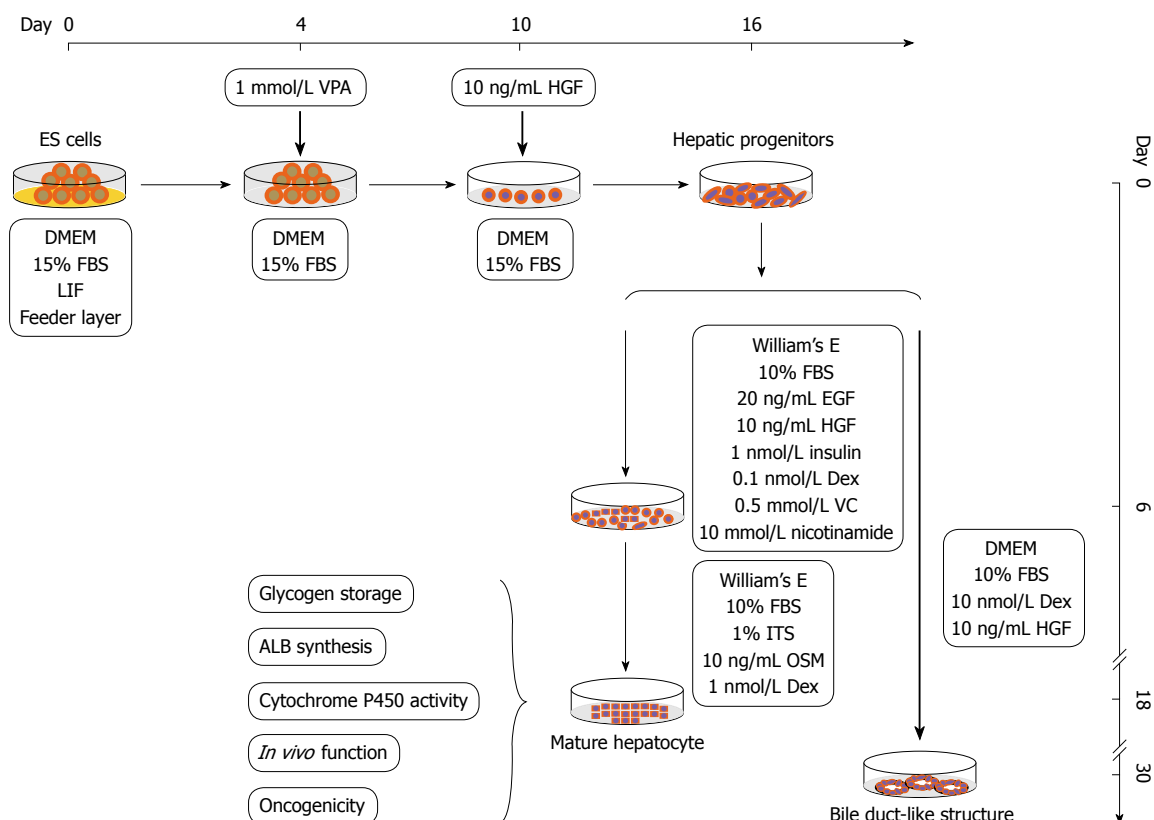 Day 0 4 10 16
1 mmol/L VPA
10 ng/mL HGF
ES cells
Hepatic progenitors
DMEM
15% FBS
LIF
Feeder layer
DMEM
15% FBS
DMEM
15% FBS
William's E
10% FBS
20 ng/mL EGF
10 ng/mL HGF
1 nmol/L insulin
0.1 nmol/L Dex
0.5 mmol/L VC
10 mmol/L nicotinamide
William's E
10% FBS
1% ITS
10 ng/mL OSM
1 nmol/L Dex
DMEM
10% FBS
10 nmol/L Dex
10 ng/mL HGF
Glycogen storage
ALB synthesis
Cytochrome P450 activity
In vivo function
Oncogenicity
Mature hepatocyte
Bile duct-like structure
Day
0
6
18
30